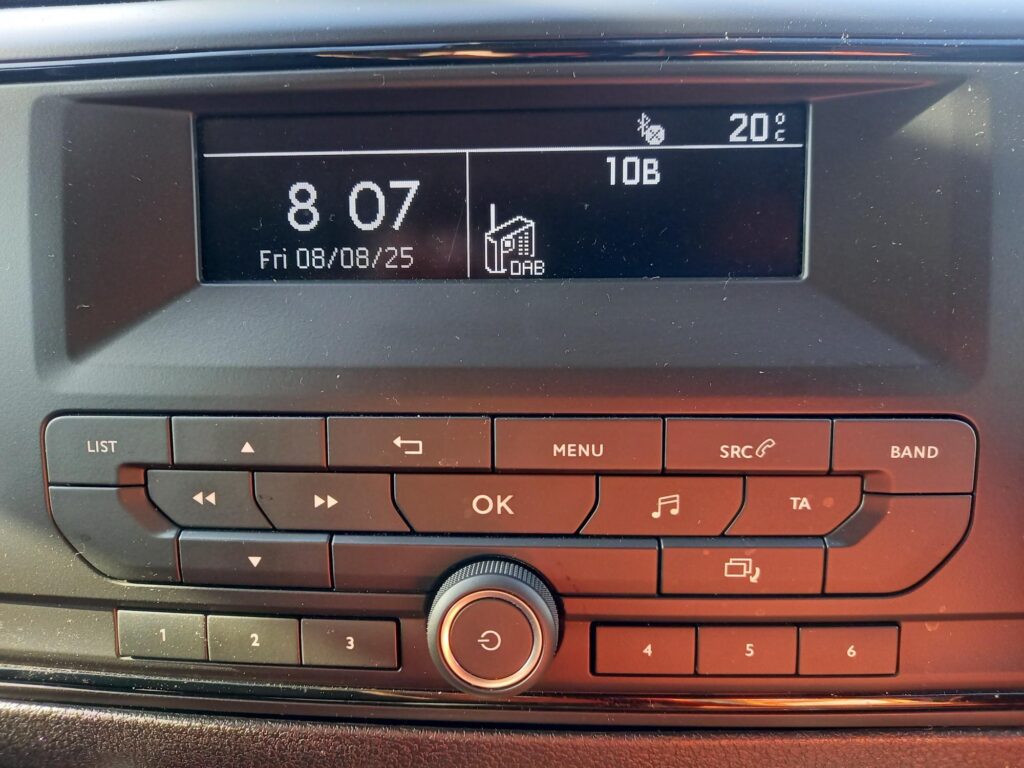 20°C
10B
8 07
Fri 08/08/25
DAB
LIST
MENU
SRC
BAND
OK
TA
1 2 3 4 5 6